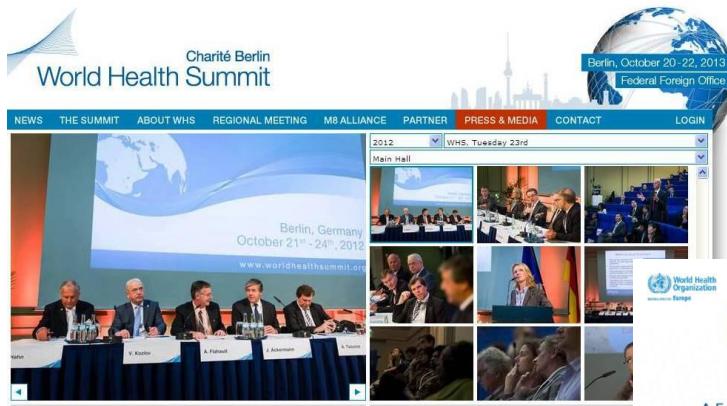 Charité Berlin
World Health Summit
Berlin, October 20-22, 2013
Federal Foreign Office
NEWS THE SUMMIT ABOUT WHS REGIONAL MEETING M8 ALLIANCE PARTNER PRESS & MEDIA CONTACT LOGIN
2012 WHS, Tuesday 23rd
Main Hall
Berlin, Germany
October 21st - 24th, 2012
www.worldhealthsummit.org
V. Kozlov
A. Flahault
J. Ackermann
World Health
Organization
Europe